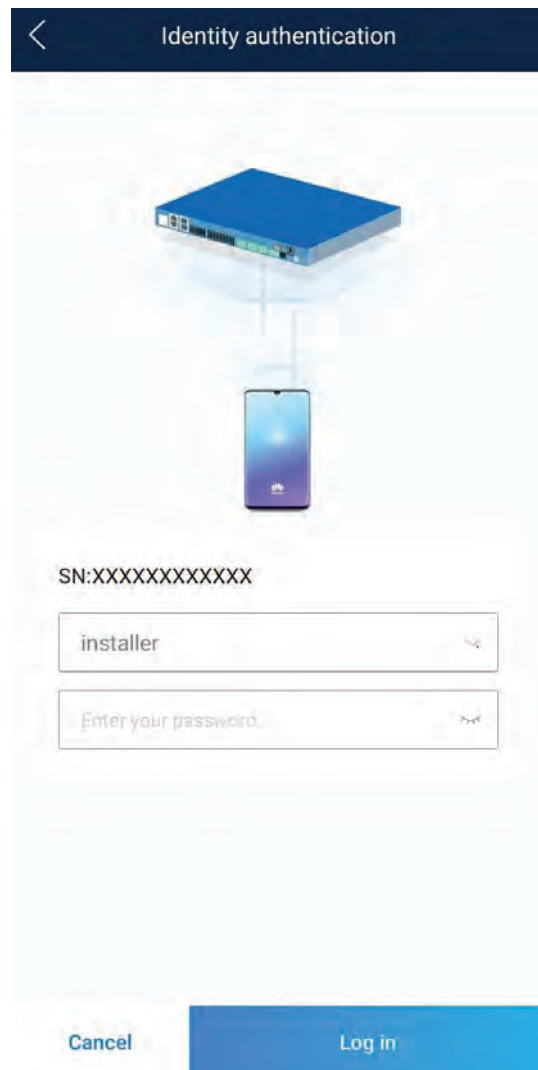 Identity authentication
SN:XXXXXXXXXXXX
installer
Enter your password.
Cancel
Log in